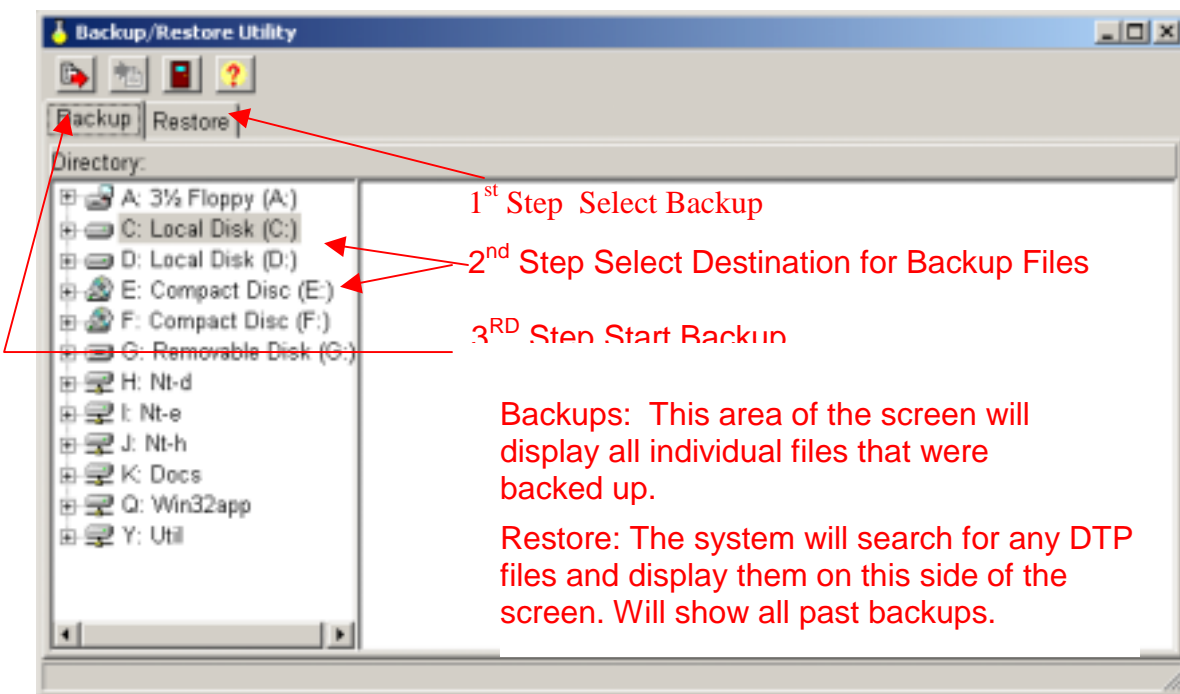 Backup/Restore Utility
Backup Restore
Directory:
A: 3½ Floppy (A:)
C: Local Disk (C:)
D: Local Disk (D:)
E: Compact Disc (E:)
F: Compact Disc (F:)
G: Removable Disk (G:)
H: Nt-d
I: Nt-e
J: Nt-h
K: Docs
Q: Win32app
Y: Util
1st Step Select Backup
2nd Step Select Destination for Backup Files
3RD Step Start Backup
Backups: This area of the screen will
display all individual files that were
backed up.
Restore: The system will search for any DTP
files and display them on this side of the
screen. Will show all past backups.